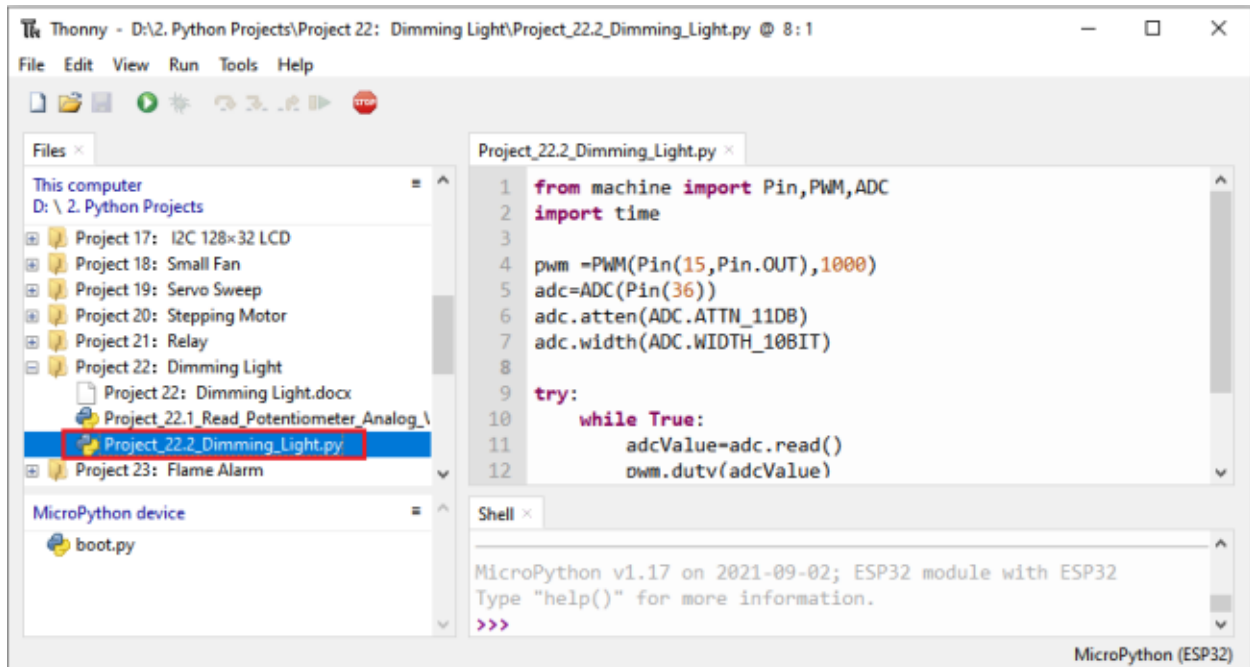 Thonny - D:\2. Python Projects\Project 22： Dimming Light\Project_22.2_Dimming_Light.py @ 8:1
File Edit View Run Tools Help
STOP
Files ×
This computer
D: \ 2. Python Projects
Project 17： I2C 128×32 LCD
Project 18：Small Fan
Project 19：Servo Sweep
Project 20：Stepping Motor
Project 21：Relay
Project 22：Dimming Light
Project 22：Dimming Light.docx
Project_22.1_Read_Potentiometer_Analog_
Project_22.2_Dimming_Light.py
Project 23：Flame Alarm
MicroPython device
boot.py
Project_22.2_Dimming_Light.py ×
1 from machine import Pin,PWM,ADC
2 import time
3
4 pwm =PWM(Pin(15,Pin.OUT),1000)
5 adc=ADC(Pin(36))
6 adc.atten(ADC.ATTN_11DB)
7 adc.width(ADC.WIDTH_10BIT)
8
9 try:
10 while True:
11 adcValue=adc.read()
12 pwm.duty(adcValue)
Shell ×
MicroPython v1.17 on 2021-09-02; ESP32 module with ESP32
Type "help()" for more information.
>>>
MicroPython (ESP32)